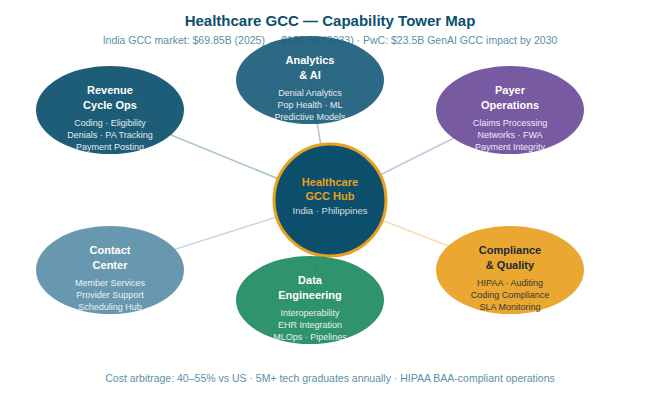 Healthcare GCC — Capability Tower Map
India GCC market: $69.85B (2025) (2033) · PwC: $23.5B GenAI GCC impact by 2030
Analytics
& AI
Denial Analytics
Pop Health · ML
Predictive Models
Revenue
Cycle Ops
Coding · Eligibility
Denials · PA Tracking
Payment Posting
Payer
Operations
Claims Processing
Networks · FWA
Payment Integrity
Healthcare
GCC Hub
India · Philippines
Contact
Center
Member Services
Provider Support
Scheduling Hub
Data
Engineering
Interoperability
EHR Integration
MLOps · Pipelines
Compliance
& Quality
HIPAA · Auditing
Coding Compliance
SLA Monitoring
Cost arbitrage: 40–55% vs US · 5M+ tech graduates annually · HIPAA BAA-compliant operations